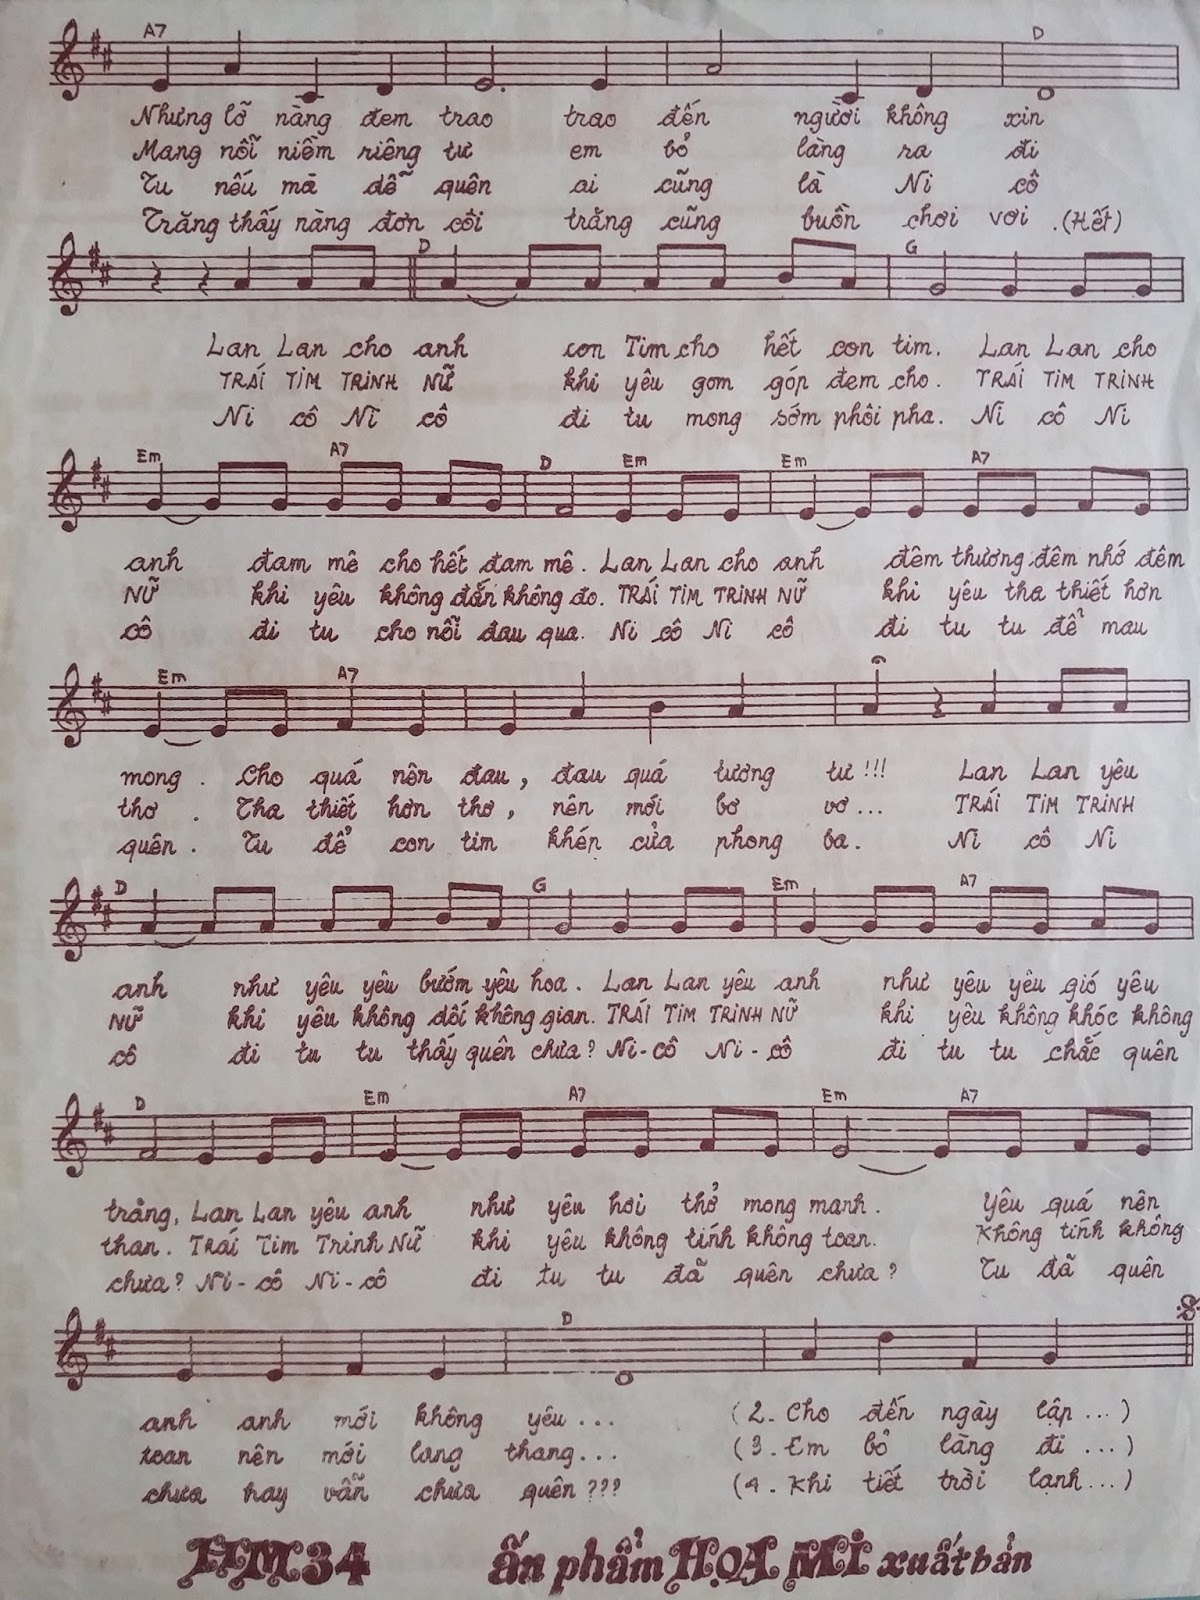 A7 D
Nhưng lỡ nàng đem trao trao đến người không xin
Mang nỗi niềm riêng tư em bỏ làng ra đi
Tu nếu mà dễ quên ai cũng là Ni cô
Trăng thấy nàng đơn côi trăng cũng buồn chơi vơi .(Hết)
D G
Lan Lan cho anh con Tim cho hết con tim. Lan Lan cho
TRÁI TIM TRINH NỮ khi yêu gom góp đem cho. TRÁI TIM TRINH
Ni cô Ni cô đi tu mong sớm phôi pha. Ni cô Ni
Em A7 D Em Em A7
anh đam mê cho hết đam mê. Lan Lan cho anh đêm thương đêm nhớ đêm
NỮ khi yêu không đắn không đo. TRÁI TIM TRINH NỮ khi yêu tha thiết hơn
cô đi tu cho nỗi đau qua. Ni cô Ni cô đi tu tu để mau
Em A7
mong. Cho quá nên đau, đau quá tương tư!!! Lan Lan yêu
thơ. Tha thiết hơn thơ, nên mới bơ vơ... TRÁI TIM TRINH
quên. Tu để con tim khép cửa phong ba. Ni cô Ni
D G Em A7
anh như yêu yêu bướm yêu hoa. Lan Lan yêu anh như yêu yêu gió yêu
NỮ khi yêu không dối không gian. TRÁI TIM TRINH NỮ khi yêu không khóc không
cô đi tu tu thấy quên chưa? Ni-cô Ni-cô đi tu tu chắc quên
D Em A7 Em A7
trăng, Lan Lan yêu anh như yêu hơi thở mong manh. Yêu quá nên
than. Trái Tim Trinh Nữ khi yêu không tính không toan. Không tính không
chưa? Ni-cô Ni-cô đi tu tu đã quên chưa? Tu đã quên
D
anh anh mới không yêu... (2. Cho đến ngày lập...)
toan nên mới lang thang... (3. Em bỏ làng đi...)
chưa hay vẫn chưa quên??? (4. Khi tiết trời lạnh...)
HM34 ấn phẩm HỌA MI xuất bản